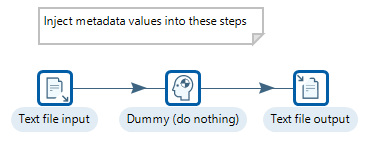 Inject metadata values into these steps
Text file input
Dummy (do nothing)
Text file output